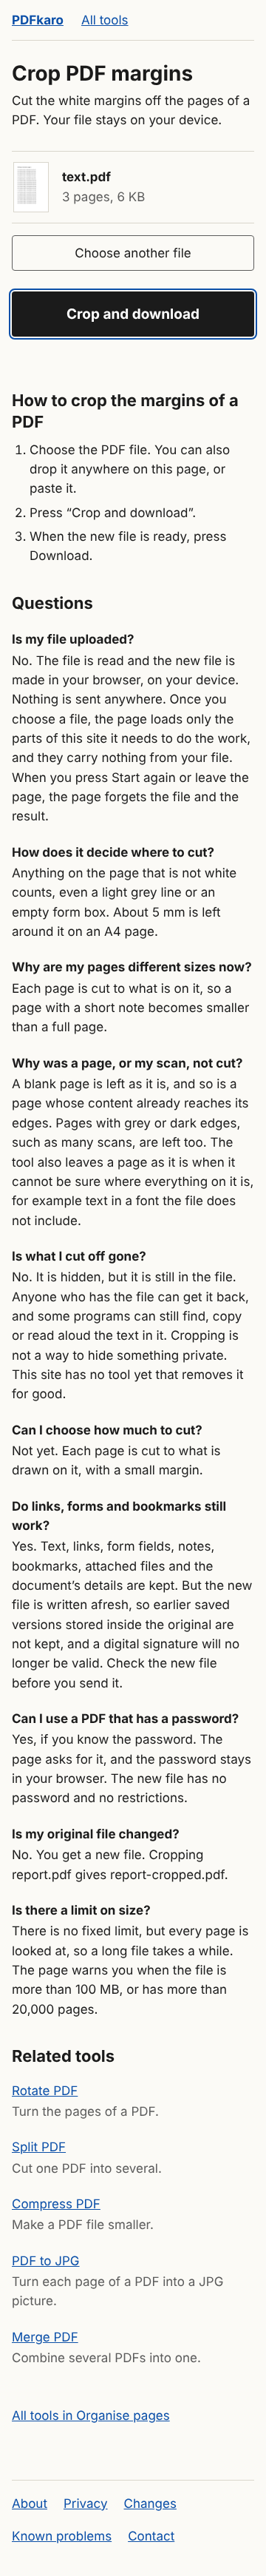 PDFkaro All tools
Crop PDF margins
Cut the white margins off the pages of a
PDF. Your file stays on your device.
text.pdf
3 pages, 6 KB
Choose another file
Crop and download
How to crop the margins of a
PDF
1. Choose the PDF file. You can also
drop it anywhere on this page, or
paste it.
2. Press “Crop and download”.
3. When the new file is ready, press
Download.
Questions
Is my file uploaded?
No. The file is read and the new file is
made in your browser, on your device.
Nothing is sent anywhere. Once you
choose a file, the page loads only the
parts of this site it needs to do the work,
and they carry nothing from your file.
When you press Start again or leave the
page, the page forgets the file and the
result.
How does it decide where to cut?
Anything on the page that is not white
counts, even a light grey line or an
empty form box. About 5 mm is left
around it on an A4 page.
Why are my pages different sizes now?
Each page is cut to what is on it, so a
page with a short note becomes smaller
than a full page.
Why was a page, or my scan, not cut?
A blank page is left as it is, and so is a
page whose content already reaches its
edges. Pages with grey or dark edges,
such as many scans, are left too. The
tool also leaves a page as it is when it
cannot be sure where everything on it is,
for example text in a font the file does
not include.
Is what I cut off gone?
No. It is hidden, but it is still in the file.
Anyone who has the file can get it back,
and some programs can still find, copy
or read aloud the text in it. Cropping is
not a way to hide something private.
This site has no tool yet that removes it
for good.
Can I choose how much to cut?
Not yet. Each page is cut to what is
drawn on it, with a small margin.
Do links, forms and bookmarks still
work?
Yes. Text, links, form fields, notes,
bookmarks, attached files and the
document’s details are kept. But the new
file is written afresh, so earlier saved
versions stored inside the original are
not kept, and a digital signature will no
longer be valid. Check the new file
before you send it.
Can I use a PDF that has a password?
Yes, if you know the password. The
page asks for it, and the password stays
in your browser. The new file has no
password and no restrictions.
Is my original file changed?
No. You get a new file. Cropping
report.pdf gives report-cropped.pdf.
Is there a limit on size?
There is no fixed limit, but every page is
looked at, so a long file takes a while.
The page warns you when the file is
more than 100 MB, or has more than
20,000 pages.
Related tools
Rotate PDF
Turn the pages of a PDF.
Split PDF
Cut one PDF into several.
Compress PDF
Make a PDF file smaller.
PDF to JPG
Turn each page of a PDF into a JPG
picture.
Merge PDF
Combine several PDFs into one.
All tools in Organise pages
About Privacy Changes
Known problems Contact